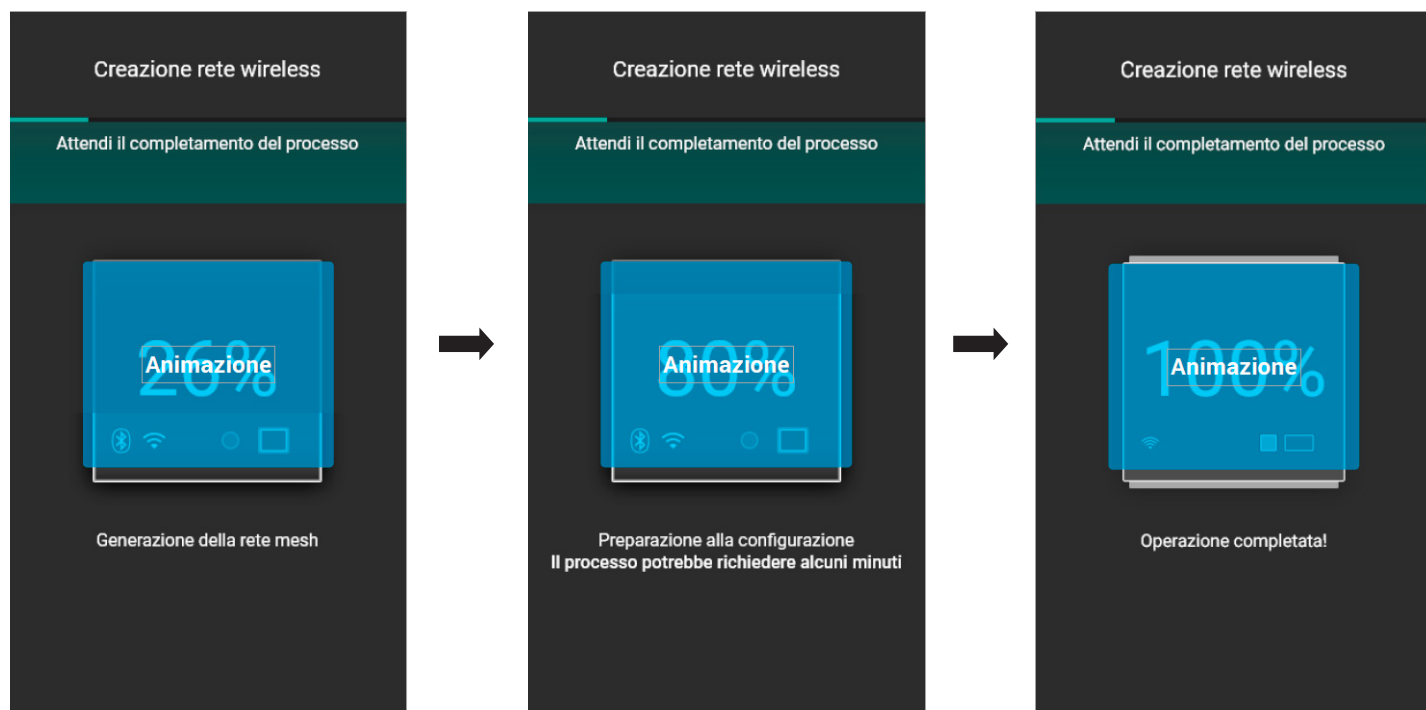 Creazione rete wireless
Attendi il completamento del processo
26%
Animazione
Generazione della rete mesh
Creazione rete wireless
Attendi il completamento del processo
80%
Animazione
Preparazione alla configurazione
Il processo potrebbe richiedere alcuni minuti
Creazione rete wireless
Attendi il completamento del processo
100%
Animazione
Operazione completata!